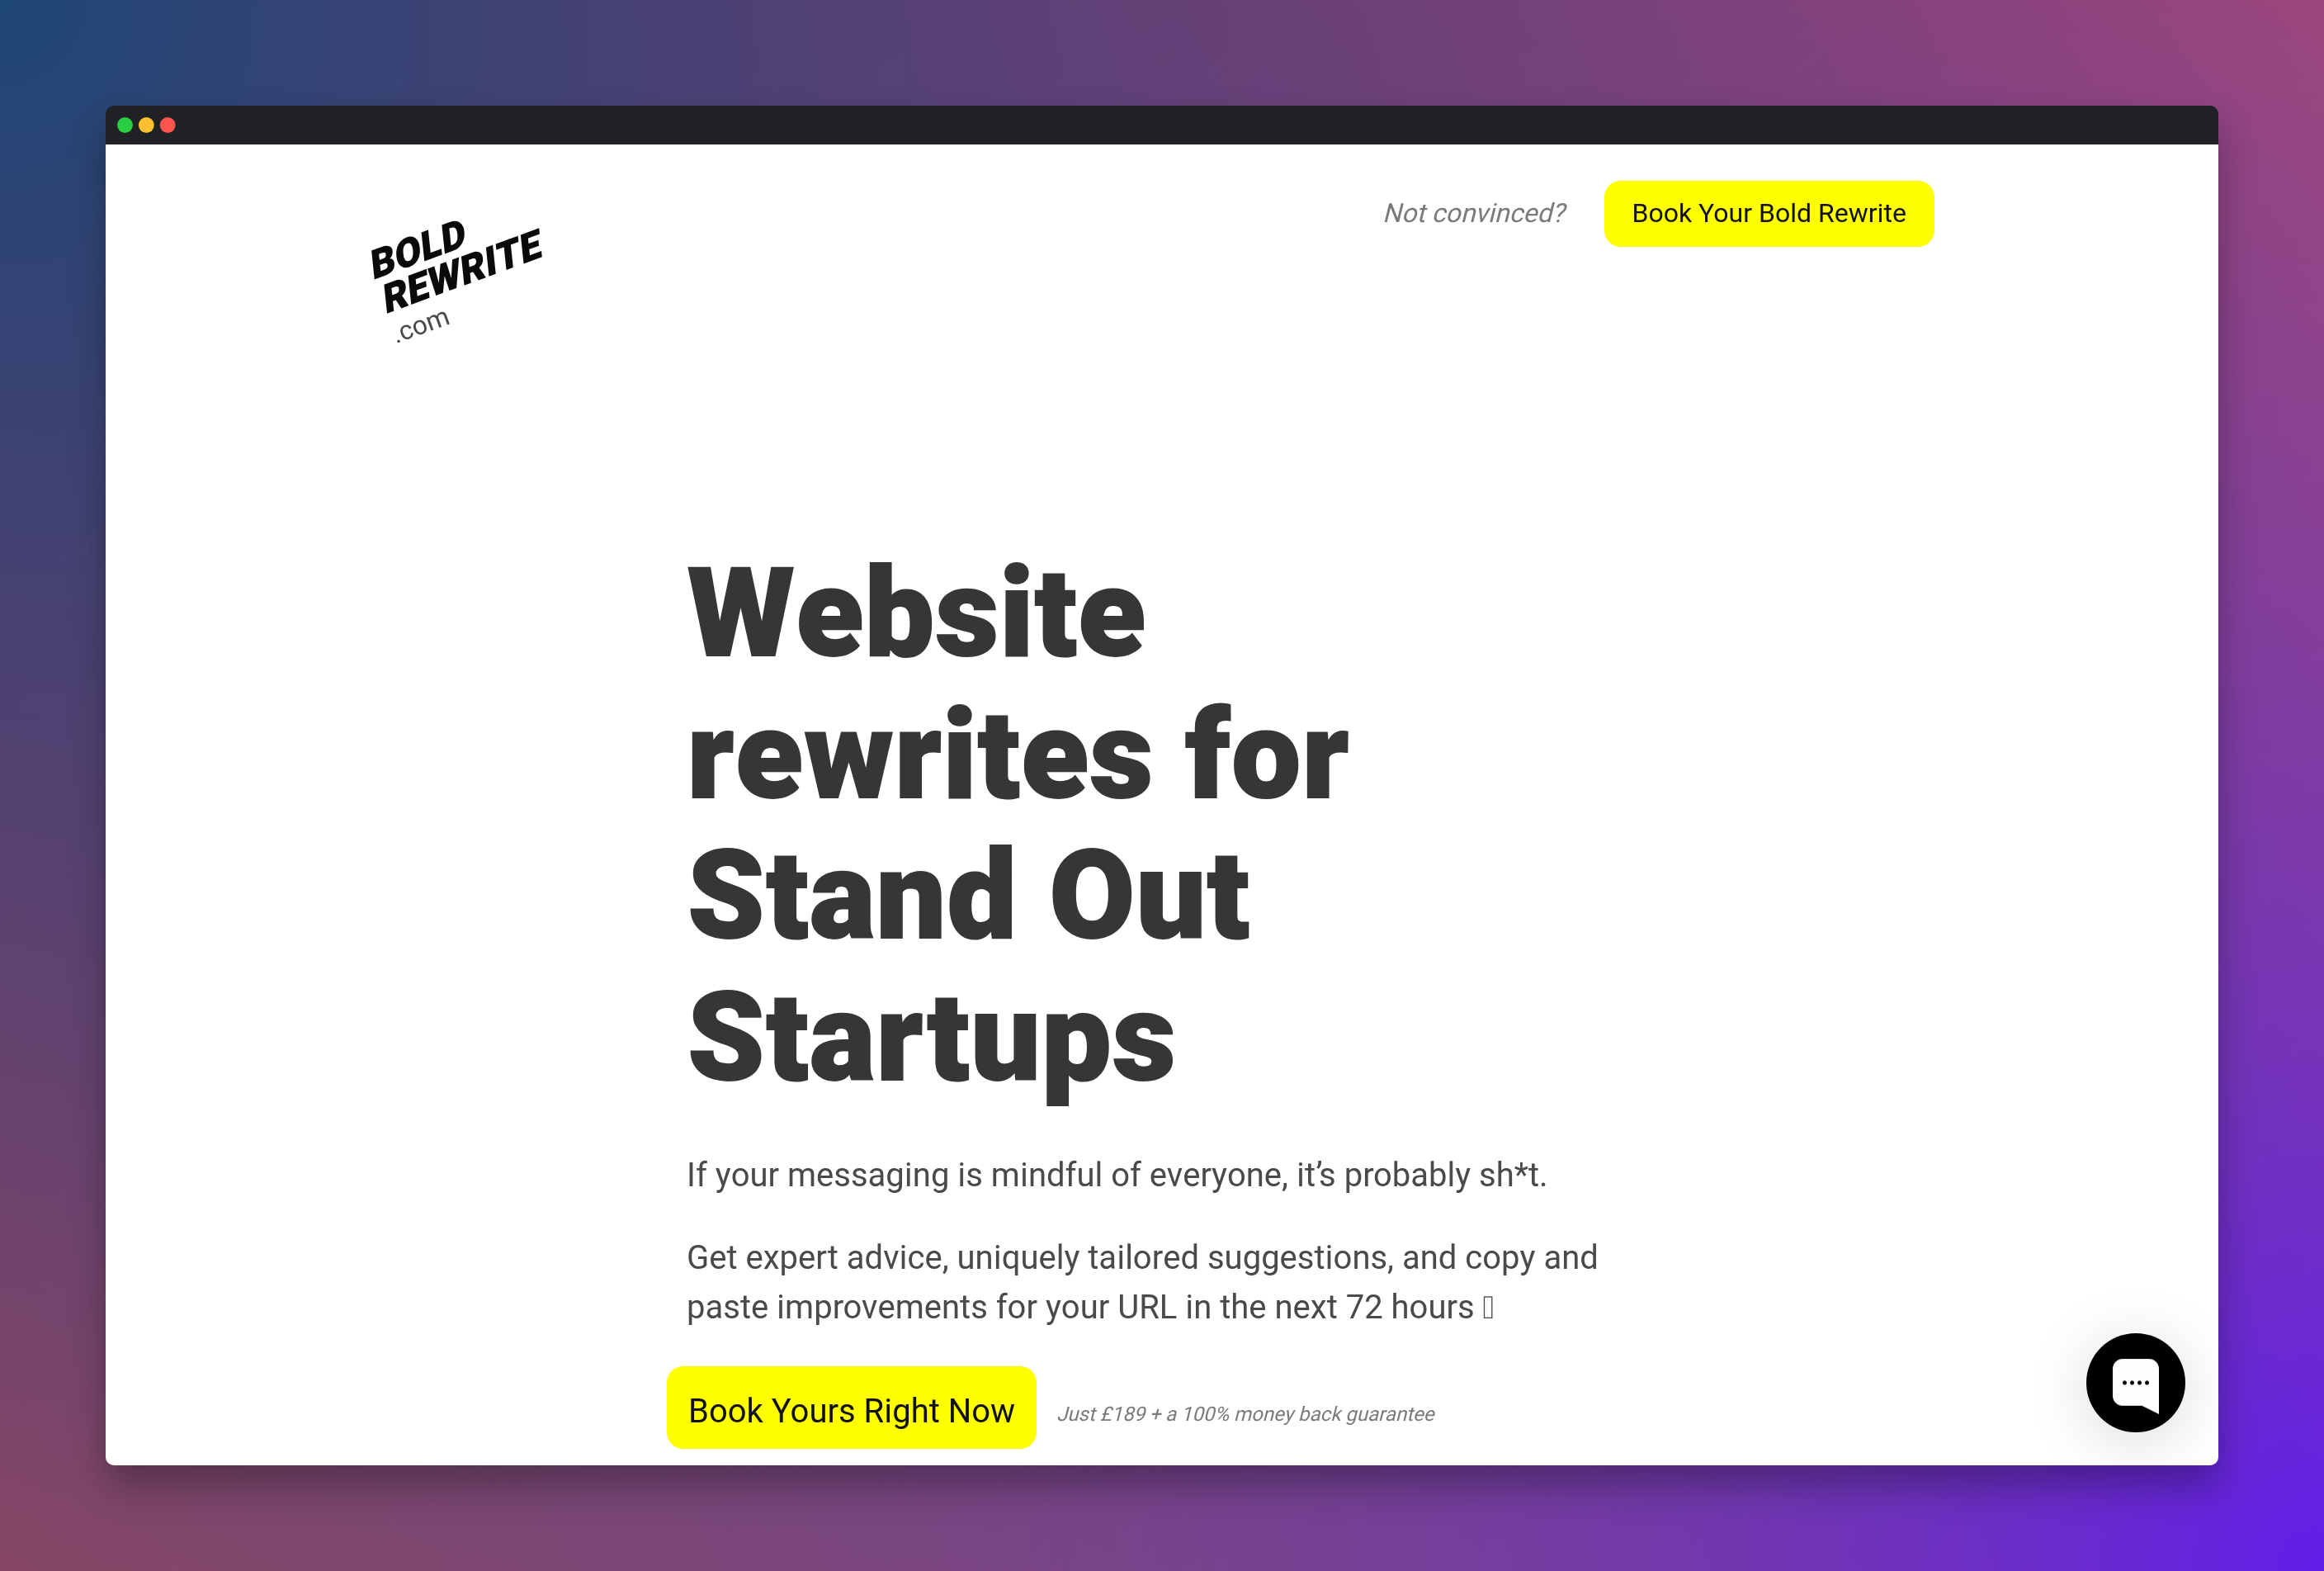 BOLD
REWRITE
.com
Not convinced?
Book Your Bold Rewrite
Website
rewrites for
Stand Out
Startups
If your messaging is mindful of everyone, it’s probably sh*t.
Get expert advice, uniquely tailored suggestions, and copy and
paste improvements for your URL in the next 72 hours
Book Yours Right Now
Just £189 + a 100% money back guarantee